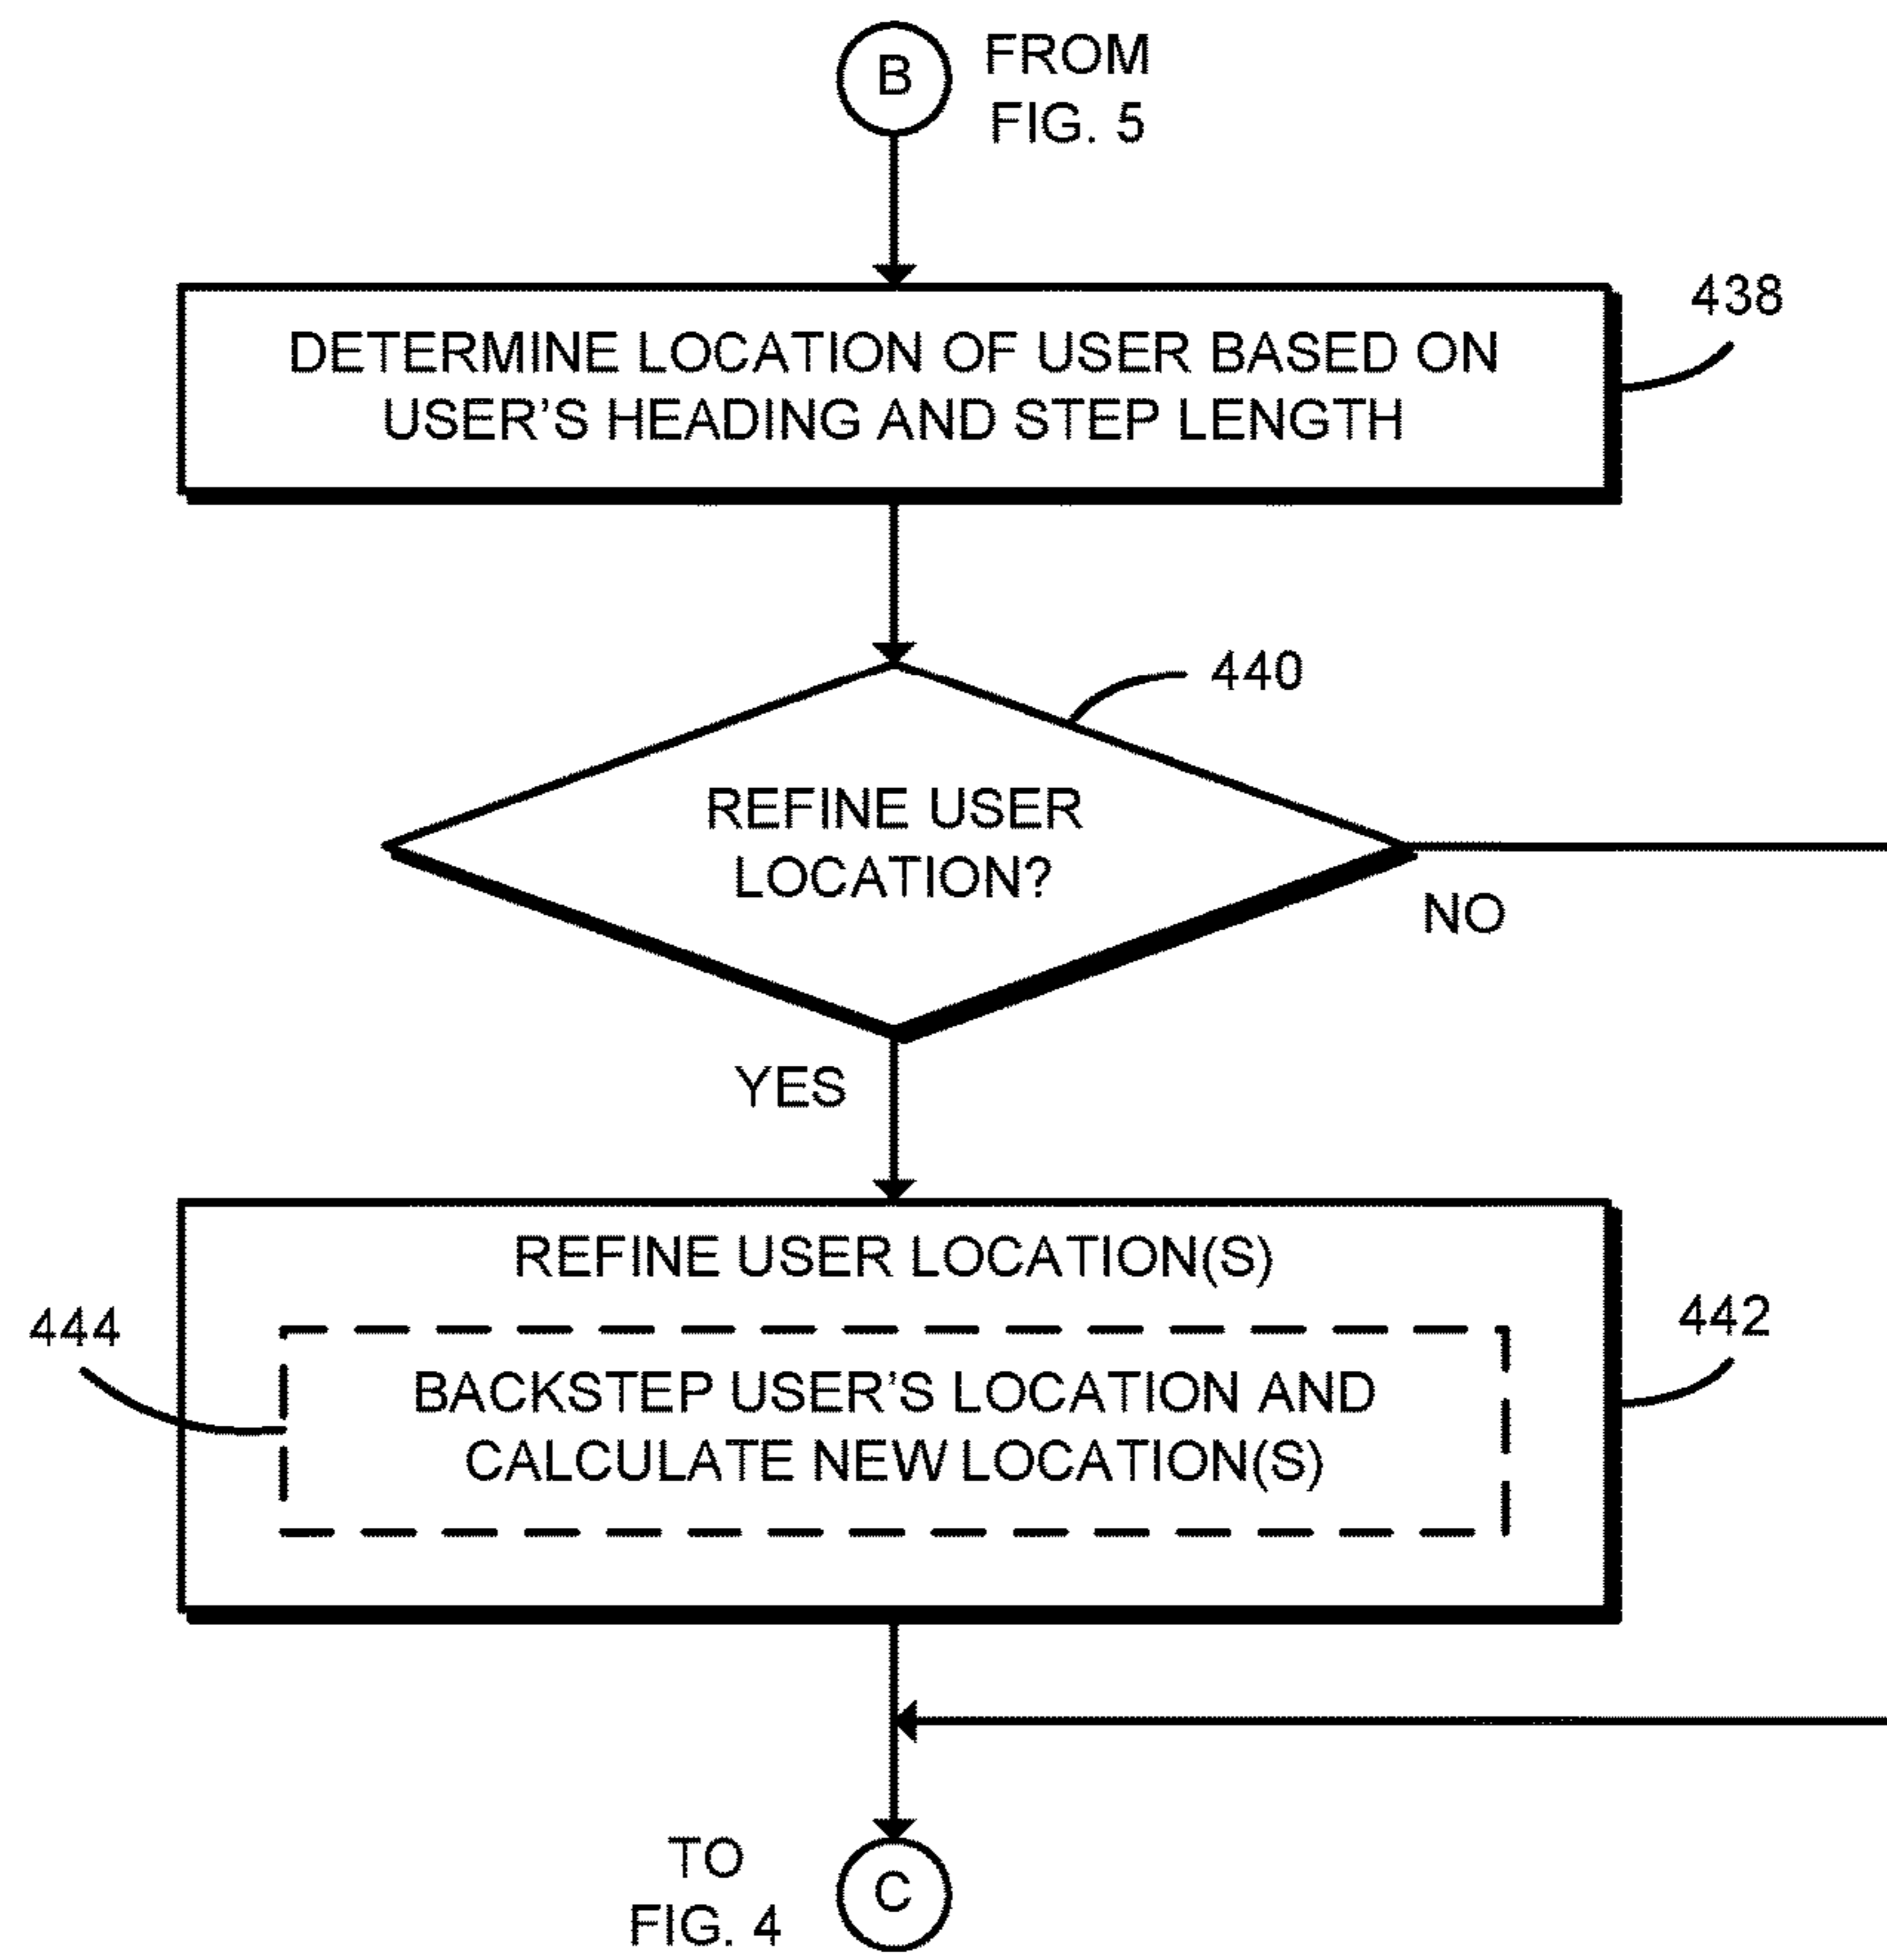 B
FROM
FIG. 5
438
DETERMINE LOCATION OF USER BASED ON
USER'S HEADING AND STEP LENGTH
440
REFINE USER
LOCATION?
NO
YES
REFINE USER LOCATION(S)
444
442
BACKSTEP USER'S LOCATION AND
CALCULATE NEW LOCATION(S)
TO
FIG. 4
C